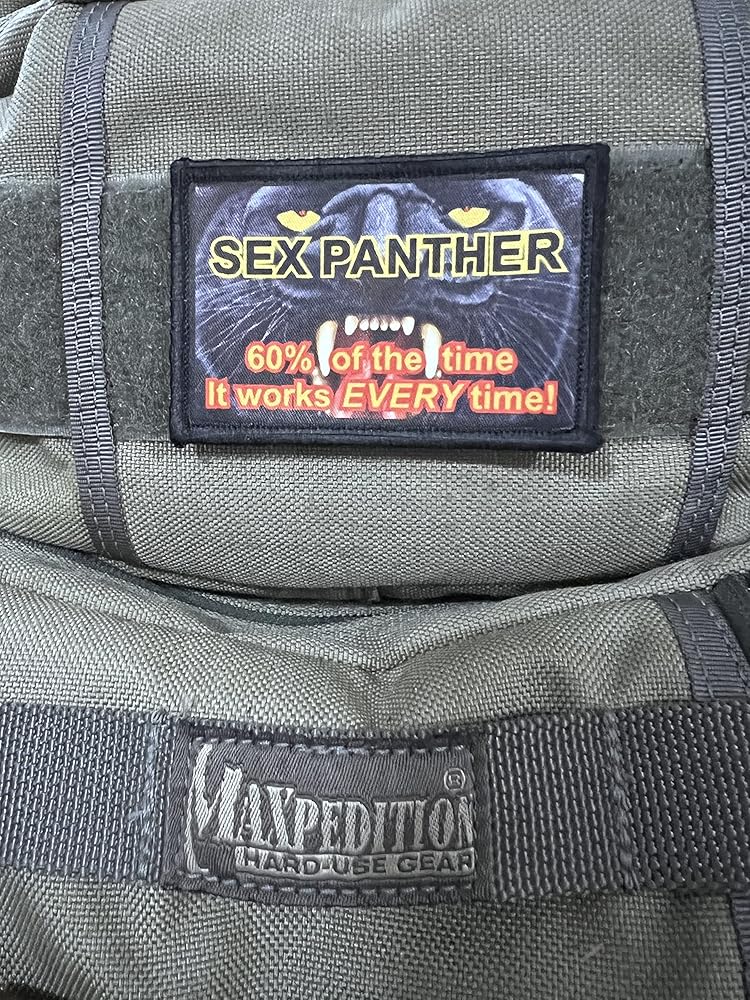 SEX PANTHER
60% of the time
It works EVERY time!
MAXPEDITION®
HARD-USE GEAR